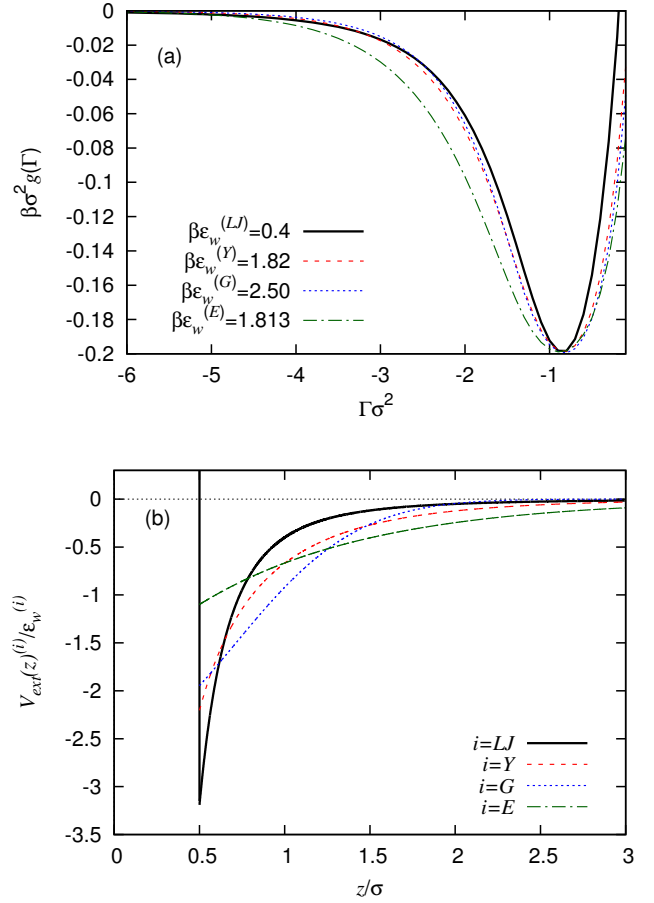 0
-0.02
-0.04
-0.06
-0.08
-0.1
-0.12
-0.14
-0.16
-0.18
-0.2
βσ²g(Γ)
(a)
βε_w^(LJ)=0.4
βε_w^(Y)=1.82
βε_w^(G)=2.50
βε_w^(E)=1.813
-6 -5 -4 -3 -2 -1
Γσ²
0
-0.5
-1
-1.5
-2
-2.5
-3
-3.5
V_ext(z)^(i)/ε_w^(i)
(b)
i=LJ
i=Y
i=G
i=E
0 0.5 1 1.5 2 2.5 3
z/σ